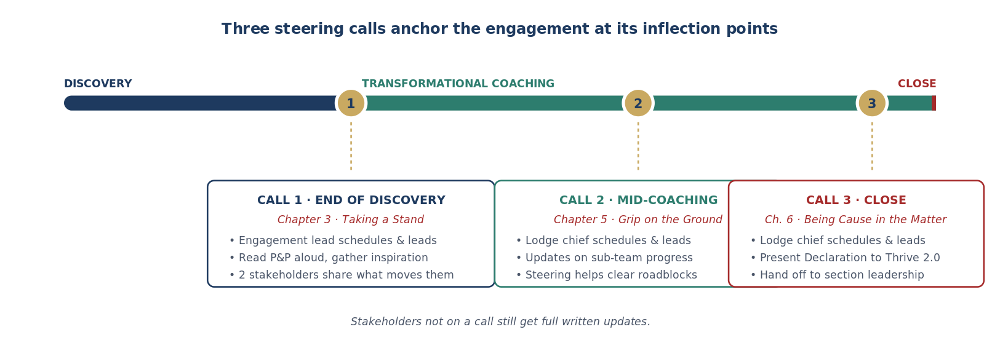 Three steering calls anchor the engagement at its inflection points
DISCOVERY
TRANSFORMATIONAL COACHING
CLOSE
1
2
3
CALL 1 · END OF DISCOVERY
Chapter 3 · Taking a Stand
• Engagement lead schedules & leads
• Read P&P aloud, gather inspiration
• 2 stakeholders share what moves them
CALL 2 · MID-COACHING
Chapter 5 · Grip on the Ground
• Lodge chief schedules & leads
• Updates on sub-team progress
• Steering helps clear roadblocks
CALL 3 · CLOSE
Ch. 6 · Being Cause in the Matter
• Lodge chief schedules & leads
• Present Declaration to Thrive 2.0
• Hand off to section leadership
Stakeholders not on a call still get full written updates.